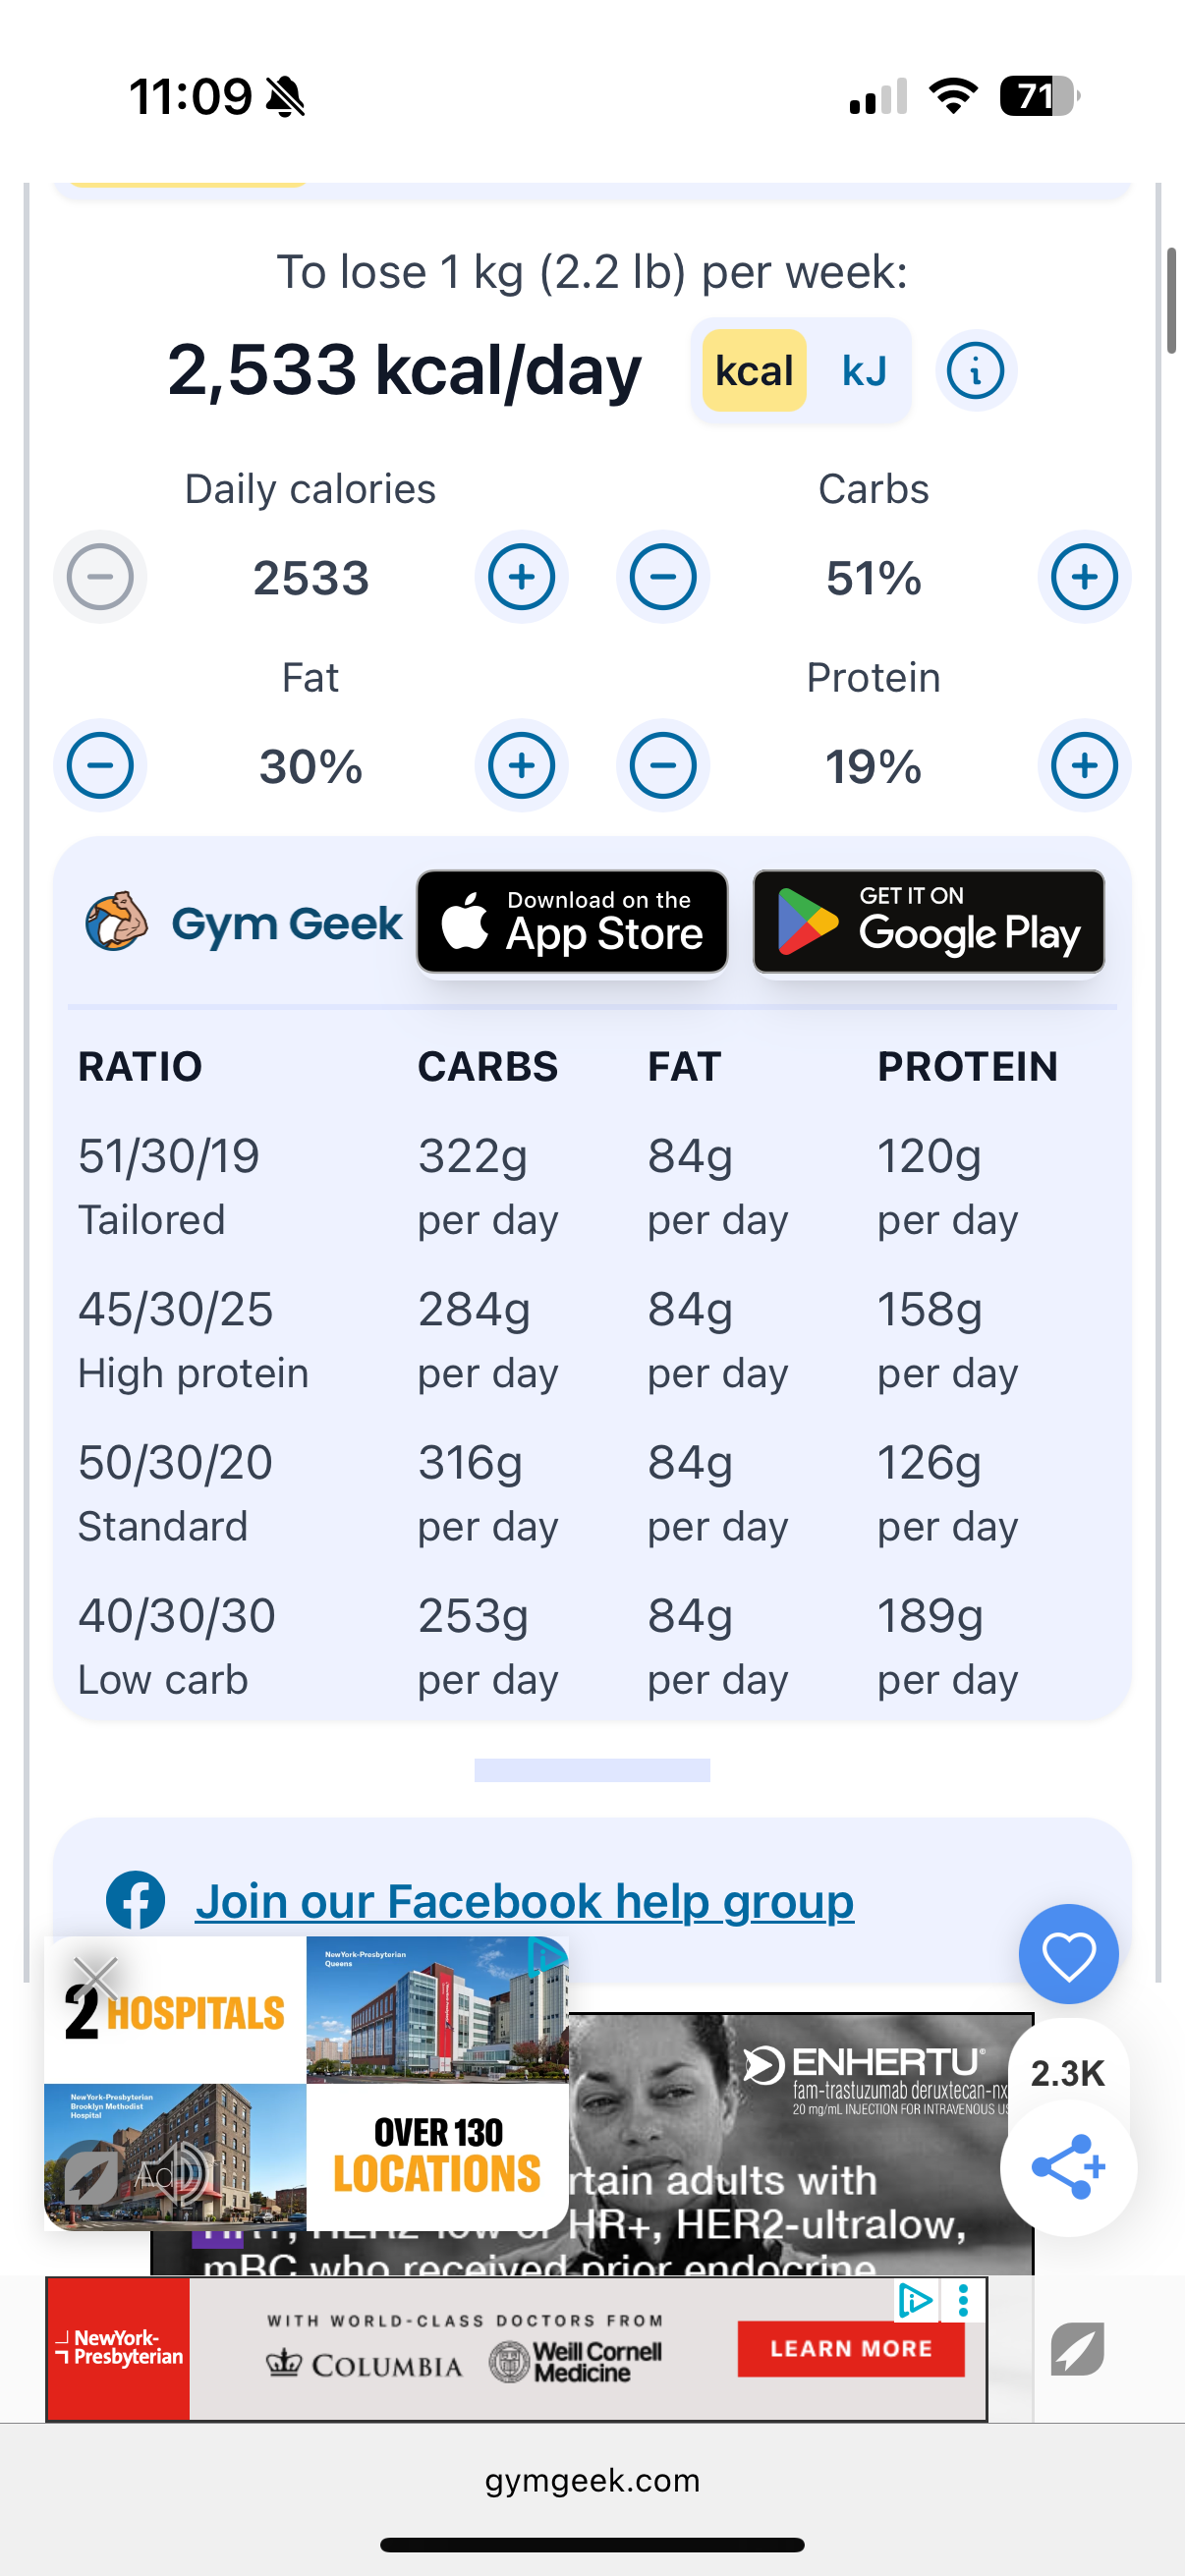 11:09
71
To lose 1 kg (2.2 lb) per week:
2,533 kcal/day kcal kJ
Daily calories Carbs
2533 51%
Fat Protein
30% 19%
Gym Geek Download on the App Store GET IT ON Google Play
RATIO CARBS FAT PROTEIN
51/30/19 322g 84g 120g
Tailored per day per day per day
45/30/25 284g 84g 158g
High protein per day per day per day
50/30/20 316g 84g 126g
Standard per day per day per day
40/30/30 253g 84g 189g
Low carb per day per day per day
Join our Facebook help group
2 HOSPITALS
NewYork-Presbyterian
Queens
NewYork-Presbyterian
Brooklyn Methodist
Hospital
OVER 130
LOCATIONS
Ad
ENHERTU
fam-trastuzumab deruxtecan-nx
20 mg/mL INJECTION FOR INTRAVENOUS
2.3K
rtain adults with
HR+, HER2-ultralow,
mBC who received prior endocrine
NewYork-
Presbyterian
WITH WORLD-CLASS DOCTORS FROM
COLUMBIA Weill Cornell
Medicine
LEARN MORE
gymgeek.com